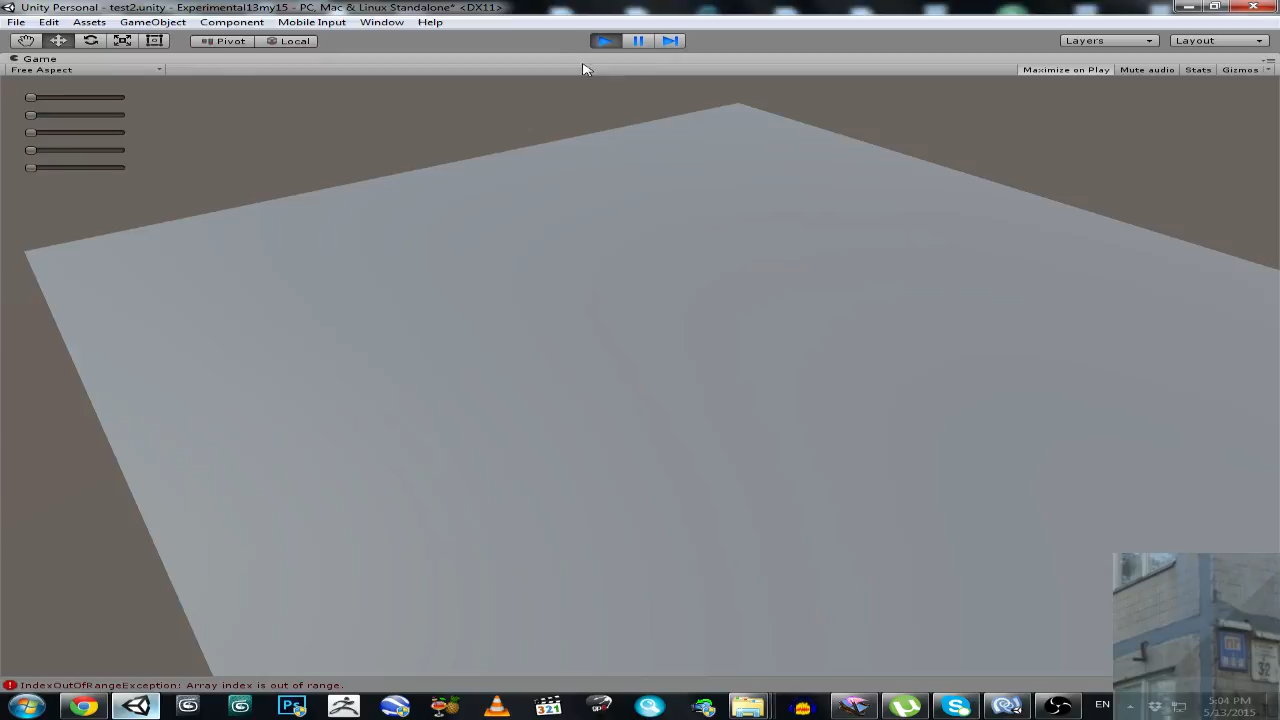 Unity Personal - test2.unity - Experimental13my15 - PC, Mac & Linux Standalone* <DX11>
File Edit Assets GameObject Component Mobile Input Window Help
Pivot Local Layers Layout
Game
Free Aspect Maximize on Play Mute audio Stats Gizmos
32
IndexOutOfRangeException: Array index is out of range.
321 EN 5:04 PM
5/13/2015